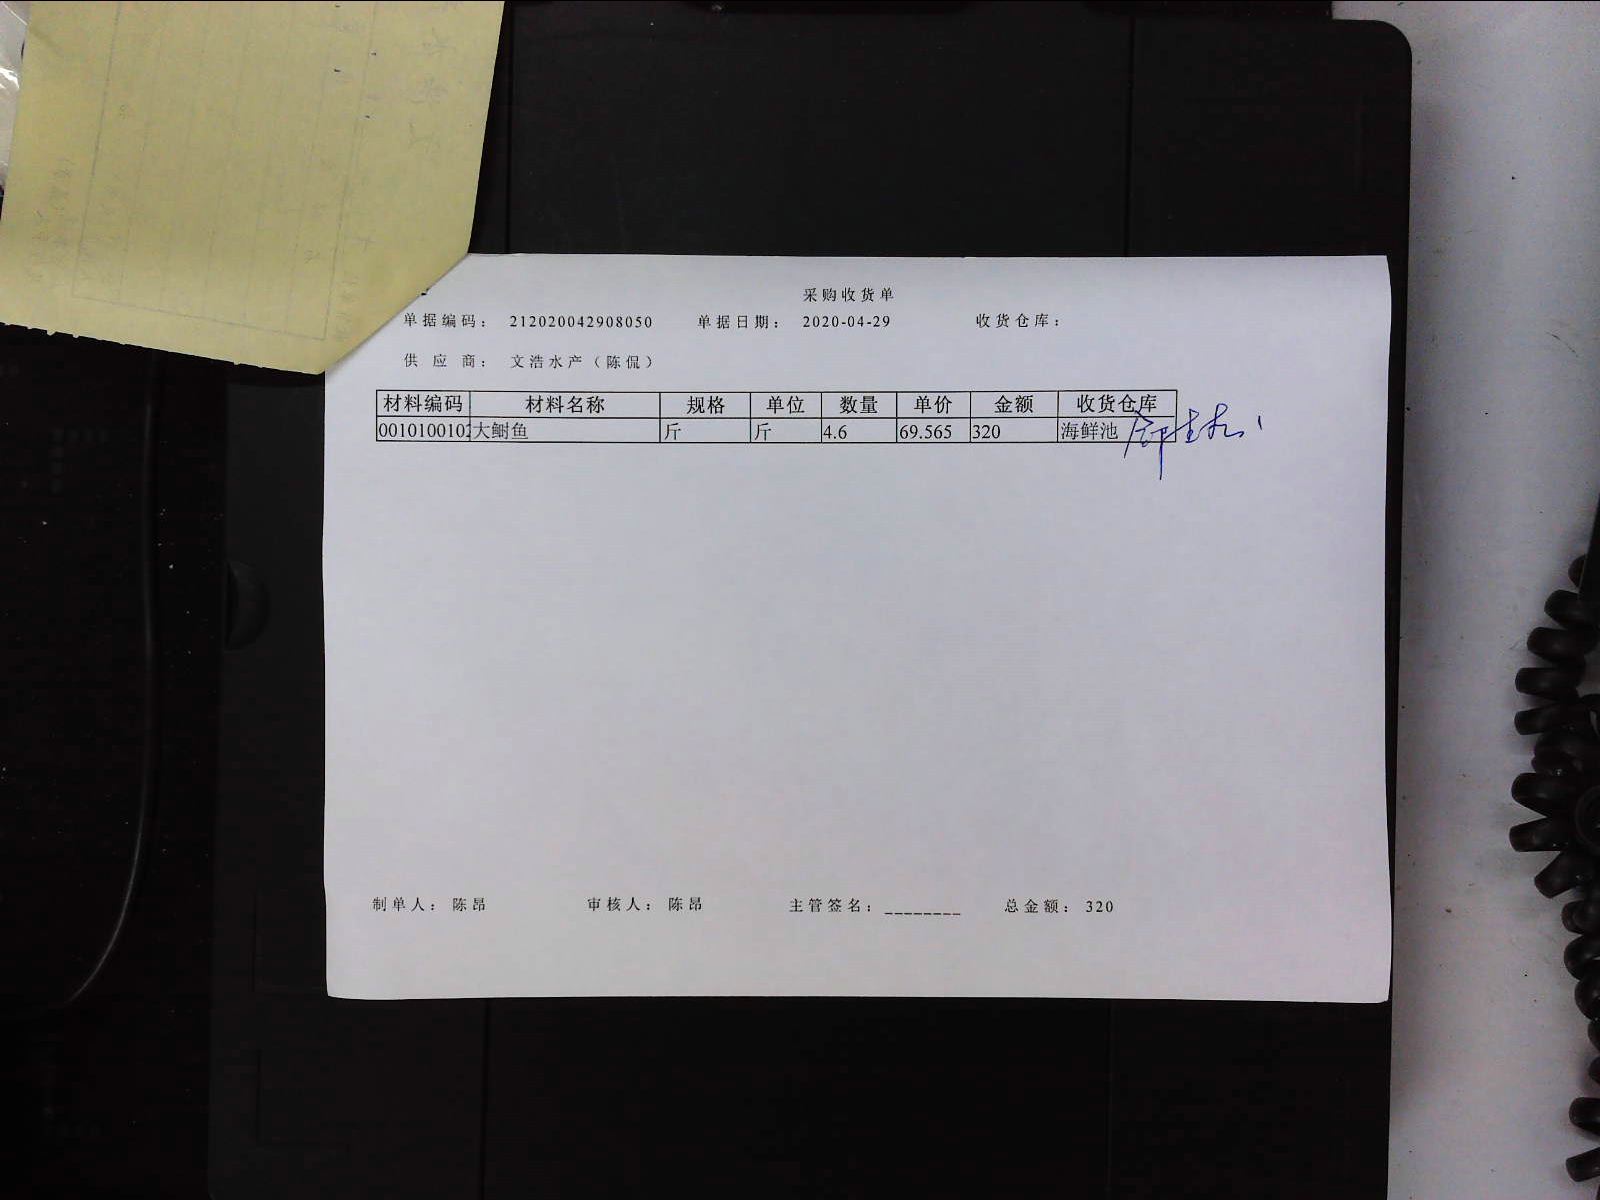 采购收货单
单据编码： 212020042908050 单据日期： 2020-04-29 收货仓库：
供 应 商： 文浩水产（陈侃）
材料编码 材料名称 规格 单位 数量 单价 金额 收货仓库
0010100102 大鲥鱼 斤 斤 4.6 69.565 320 海鲜池
制单人： 陈昂 审核人： 陈昂 主管签名： ________ 总金额： 320